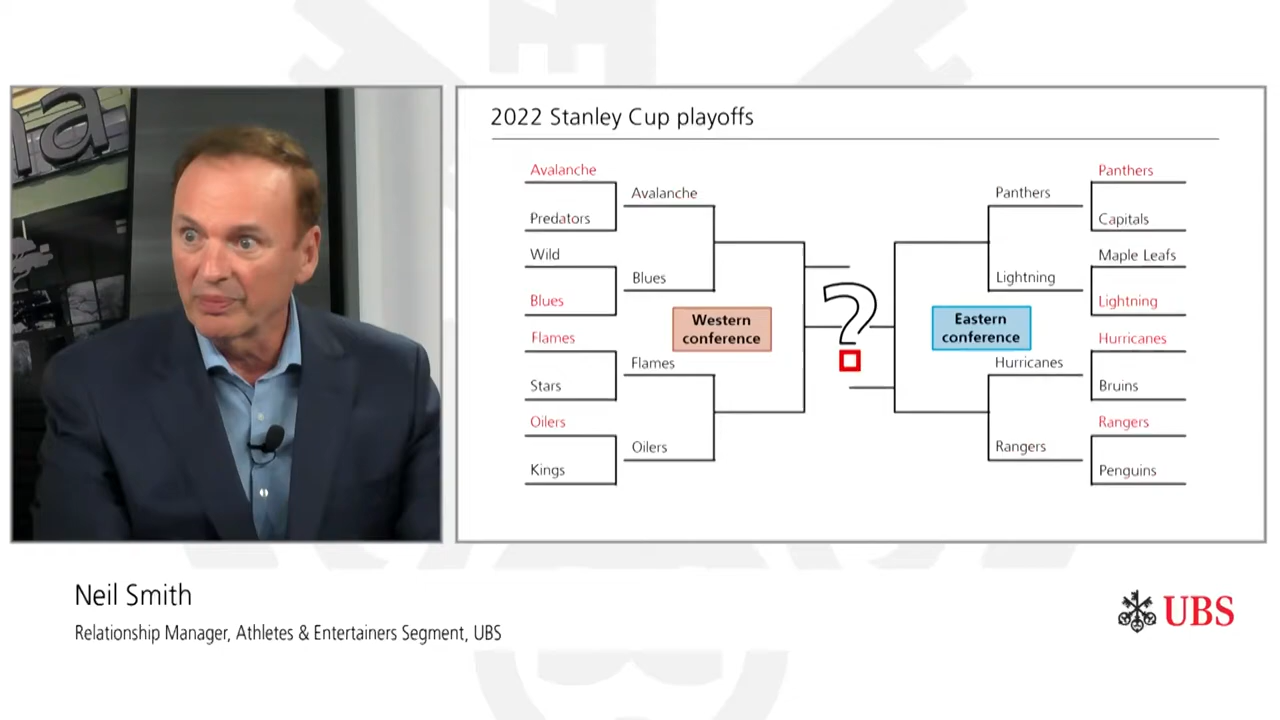 na
2022 Stanley Cup playoffs
Avalanche
Predators
Wild
Blues
Flames
Stars
Oilers
Kings
Avalanche
Blues
Flames
Oilers
Western
conference
?
Eastern
conference
Panthers
Lightning
Hurricanes
Rangers
Panthers
Capitals
Maple Leafs
Lightning
Hurricanes
Bruins
Rangers
Penguins
Neil Smith
Relationship Manager, Athletes & Entertainers Segment, UBS
UBS